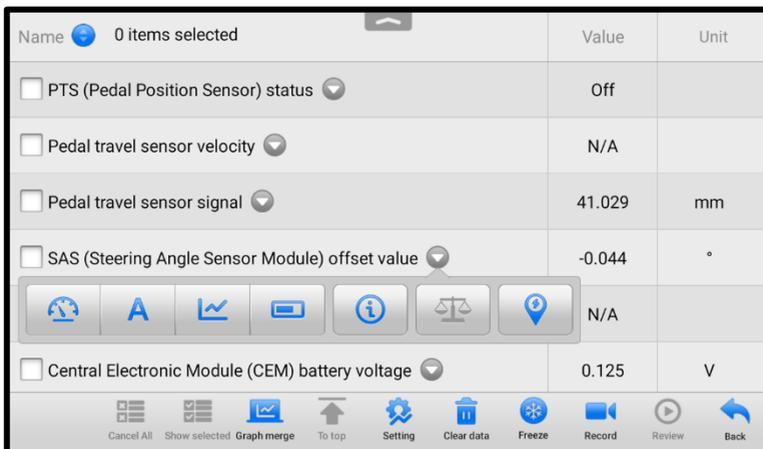 Name 0 items selected Value Unit
PTS (Pedal Position Sensor) status Off
Pedal travel sensor velocity N/A
Pedal travel sensor signal 41.029 mm
SAS (Steering Angle Sensor Module) offset value -0.044 °
A N/A
Central Electronic Module (CEM) battery voltage 0.125 V
Cancel All Show selected Graph merge To top Setting Clear data Freeze Record Review Back